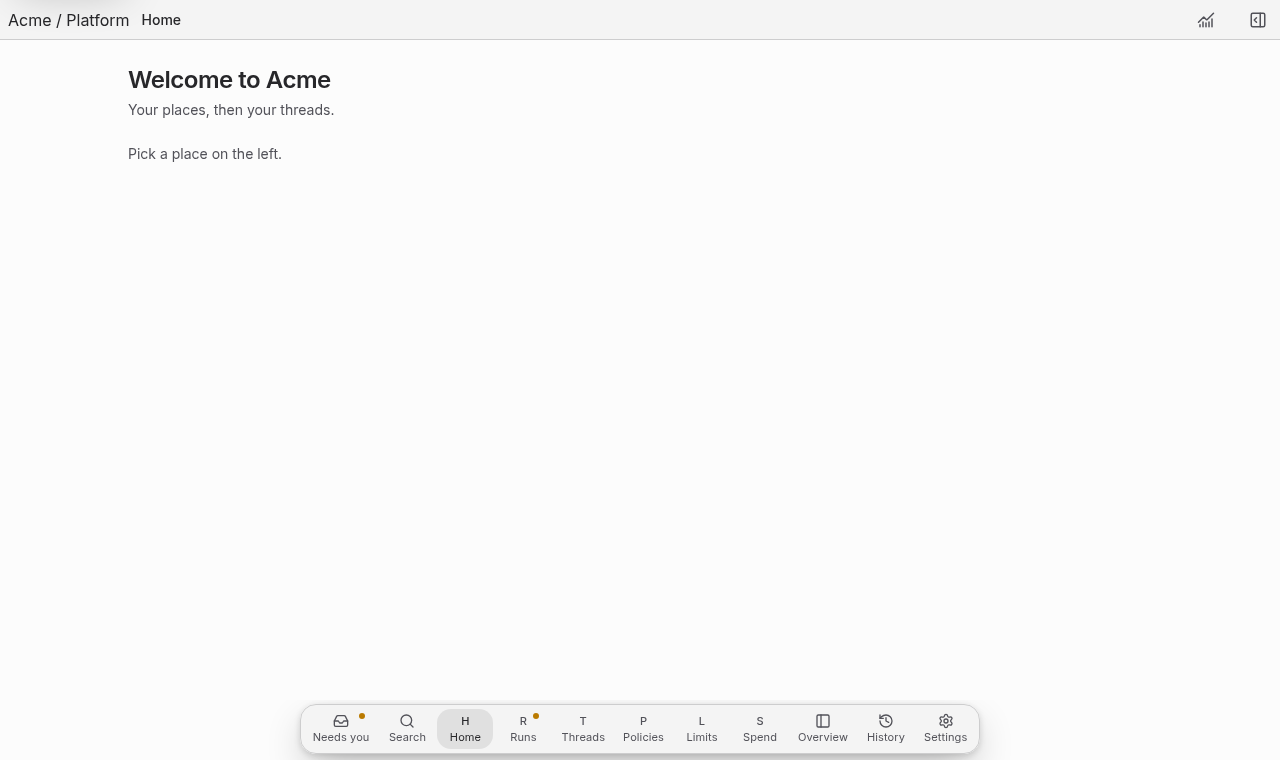 Acme / Platform Home
Welcome to Acme
Your places, then your threads.
Pick a place on the left.
H R T P L S
Needs you Search Home Runs Threads Policies Limits Spend Overview History Settings